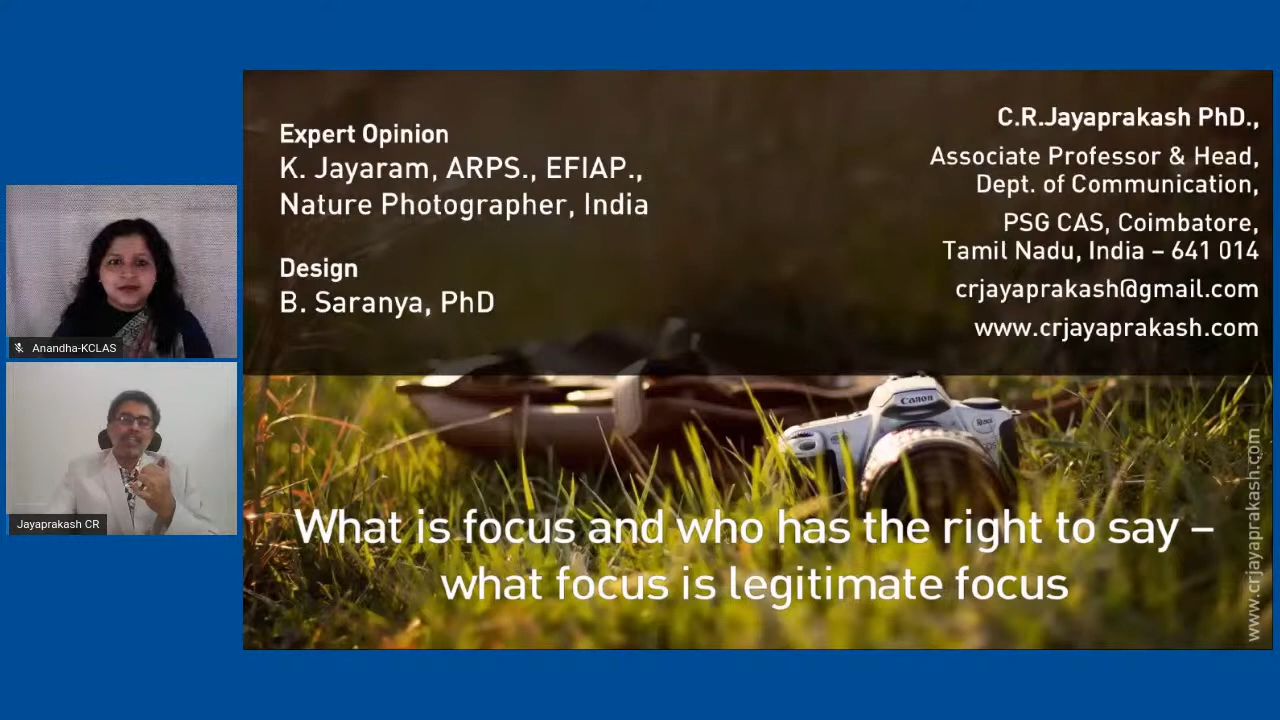 Expert Opinion
K. Jayaram, ARPS., EFIAP.,
Nature Photographer, India
Design
B. Saranya, PhD
C.R.Jayaprakash PhD.,
Associate Professor & Head,
Dept. of Communication,
PSG CAS, Coimbatore,
Tamil Nadu, India – 641 014
crjayaprakash@gmail.com
www.crjayaprakash.com
Anandha-KCLAS
Jayaprakash CR
Canon
What is focus and who has the right to say –
what focus is legitimate focus
www.crjayaprakash.com